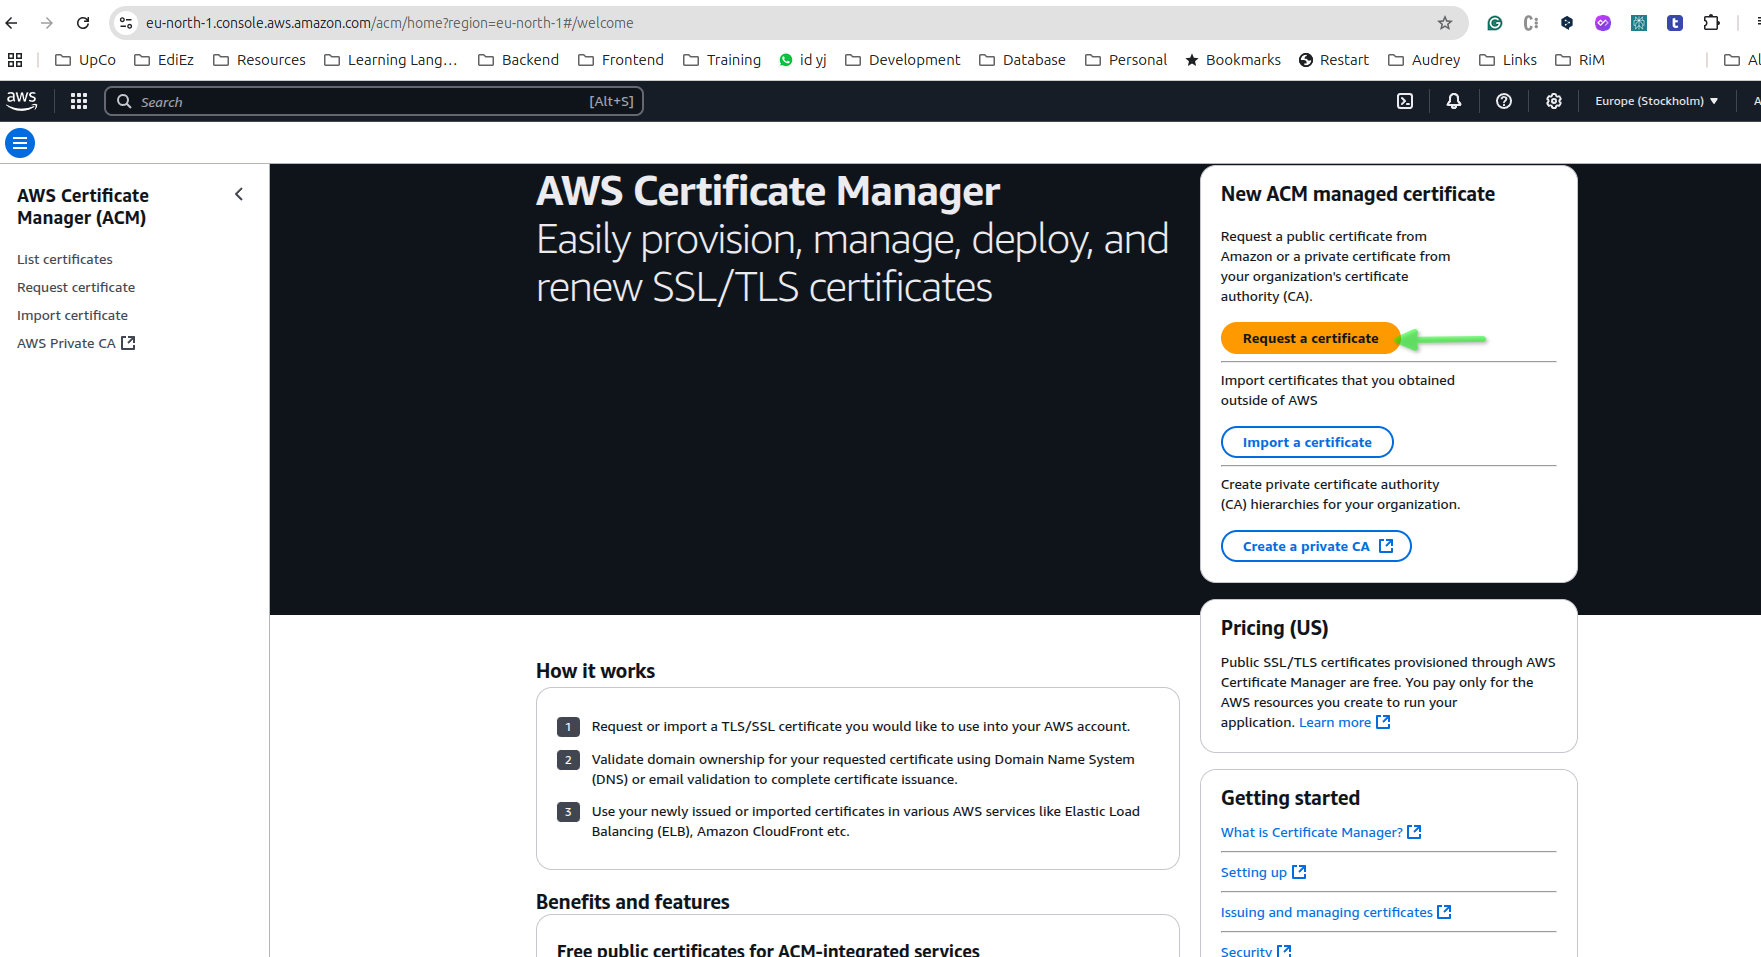 eu-north-1.console.aws.amazon.com/acm/home?region=eu-north-1#/welcome
UpCo EdiEz Resources Learning Lang... Backend Frontend Training id yj Development Database Personal Bookmarks Restart Audrey Links RiM Al
aws Search [Alt+S] Europe (Stockholm) A
AWS Certificate
Manager (ACM)
List certificates
Request certificate
Import certificate
AWS Private CA
AWS Certificate Manager
Easily provision, manage, deploy, and
renew SSL/TLS certificates
New ACM managed certificate
Request a public certificate from
Amazon or a private certificate from
your organization's certificate
authority (CA).
Request a certificate
Import certificates that you obtained
outside of AWS
Import a certificate
Create private certificate authority
(CA) hierarchies for your organization.
Create a private CA
Pricing (US)
Public SSL/TLS certificates provisioned through AWS
Certificate Manager are free. You pay only for the
AWS resources you create to run your
application. Learn more
Getting started
What is Certificate Manager?
Setting up
Issuing and managing certificates
Security
How it works
1 Request or import a TLS/SSL certificate you would like to use into your AWS account.
2 Validate domain ownership for your requested certificate using Domain Name System
(DNS) or email validation to complete certificate issuance.
3 Use your newly issued or imported certificates in various AWS services like Elastic Load
Balancing (ELB), Amazon CloudFront etc.
Benefits and features
Free public certificates for ACM-integrated services